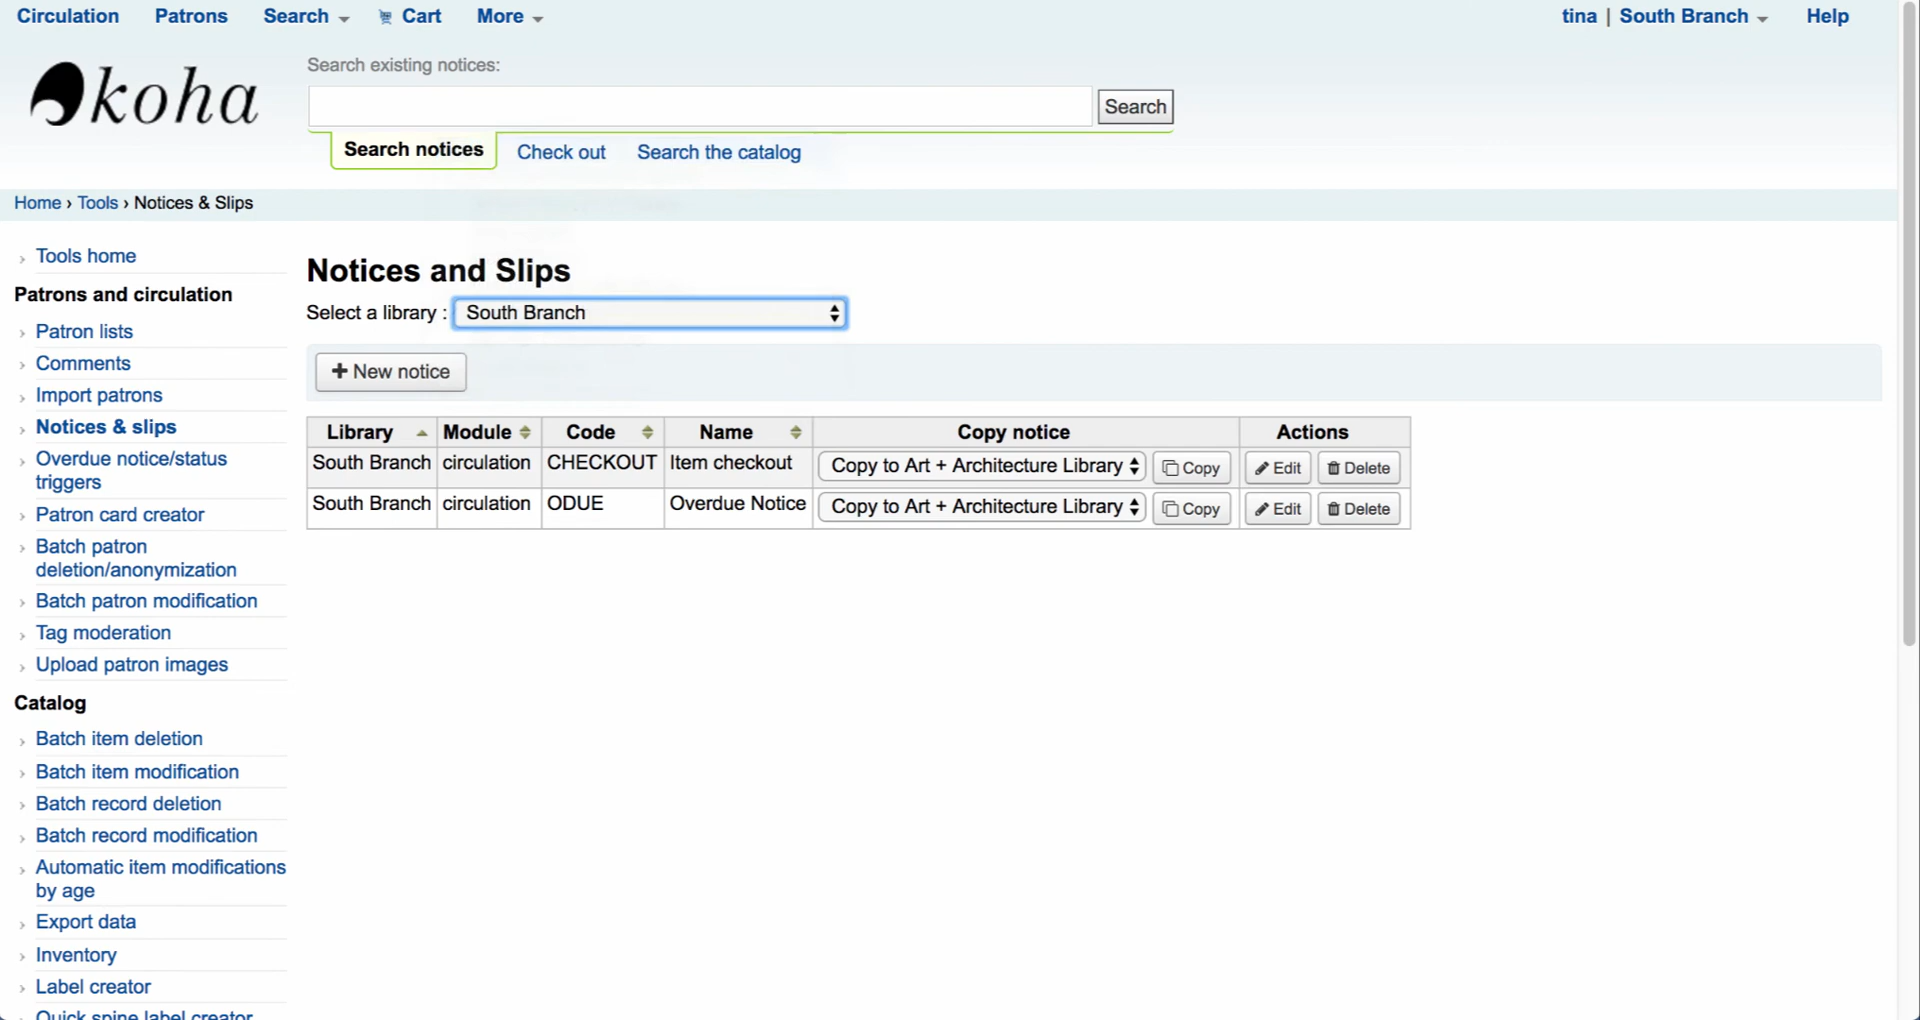 Circulation Patrons Search Cart More tina | South Branch Help
Search existing notices:
koha
Search
Search notices Check out Search the catalog
Home › Tools › Notices & Slips
Tools home
Patrons and circulation
Patron lists
Comments
Import patrons
Notices & slips
Overdue notice/status
triggers
Patron card creator
Batch patron
deletion/anonymization
Batch patron modification
Tag moderation
Upload patron images
Catalog
Batch item deletion
Batch item modification
Batch record deletion
Batch record modification
Automatic item modifications
by age
Export data
Inventory
Label creator
Quick spine label creator
Notices and Slips
Select a library : South Branch
+ New notice
Library Module Code Name Copy notice Actions
South Branch circulation CHECKOUT Item checkout Copy to Art + Architecture Library Copy Edit Delete
South Branch circulation ODUE Overdue Notice Copy to Art + Architecture Library Copy Edit Delete